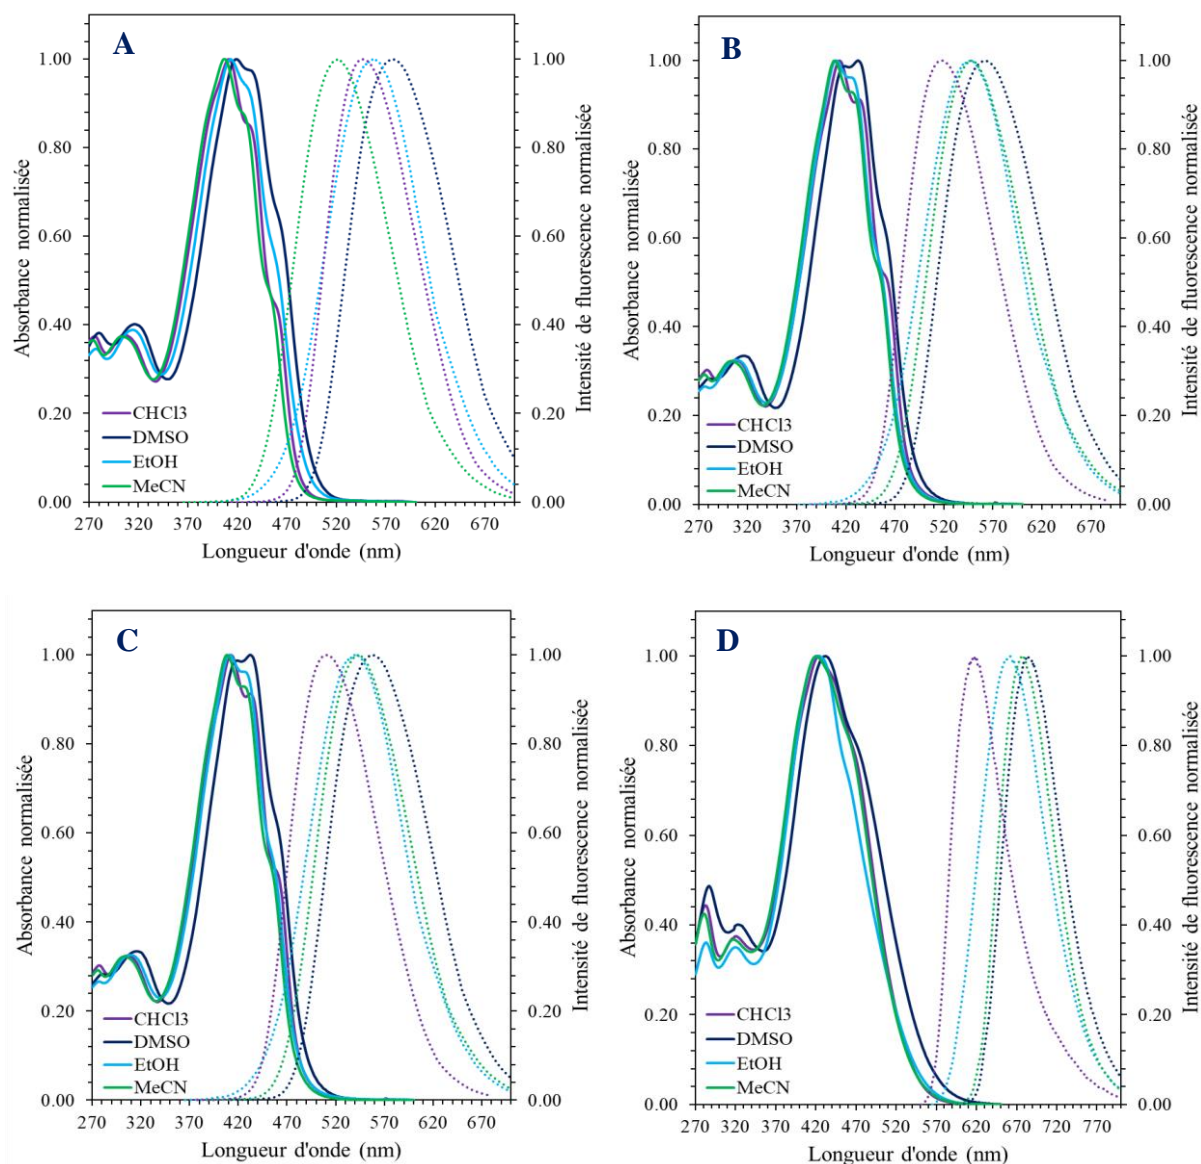 A
Absorbance normalisée
Intensité de fluorescence normalisée
1.00
0.80
0.60
0.40
0.20
0.00
1.00
0.80
0.60
0.40
0.20
0.00
CHCl3
DMSO
EtOH
MeCN
270 320 370 420 470 520 570 620 670
Longueur d'onde (nm)
B
Absorbance normalisée
Intensité de fluorescence normalisée
1.00
0.80
0.60
0.40
0.20
0.00
1.00
0.80
0.60
0.40
0.20
0.00
CHCl3
DMSO
EtOH
MeCN
270 320 370 420 470 520 570 620 670
Longueur d'onde (nm)
C
Absorbance normalisée
Intensité de fluorescence normalisée
1.00
0.80
0.60
0.40
0.20
0.00
1.00
0.80
0.60
0.40
0.20
0.00
CHCl3
DMSO
EtOH
MeCN
270 320 370 420 470 520 570 620 670
Longueur d'onde (nm)
D
Absorbance normalisée
Intensité de fluorescence normalisée
1.00
0.80
0.60
0.40
0.20
0.00
1.00
0.80
0.60
0.40
0.20
0.00
CHCl3
DMSO
EtOH
MeCN
270 320 370 420 470 520 570 620 670 720 770
Longueur d'onde (nm)